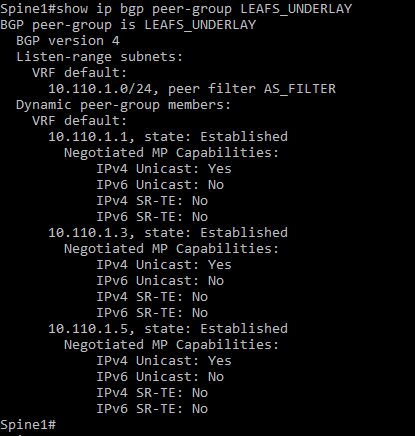 Spine1#show ip bgp peer-group LEAFS_UNDERLAY
BGP peer-group is LEAFS_UNDERLAY
  BGP version 4
  Listen-range subnets:
    VRF default:
      10.110.1.0/24, peer filter AS_FILTER
  Dynamic peer-group members:
    VRF default:
      10.110.1.1, state: Established
        Negotiated MP Capabilities:
            IPv4 Unicast: Yes
            IPv6 Unicast: No
            IPv4 SR-TE: No
            IPv6 SR-TE: No
      10.110.1.3, state: Established
        Negotiated MP Capabilities:
            IPv4 Unicast: Yes
            IPv6 Unicast: No
            IPv4 SR-TE: No
            IPv6 SR-TE: No
      10.110.1.5, state: Established
        Negotiated MP Capabilities:
            IPv4 Unicast: Yes
            IPv6 Unicast: No
            IPv4 SR-TE: No
            IPv6 SR-TE: No
Spine1#